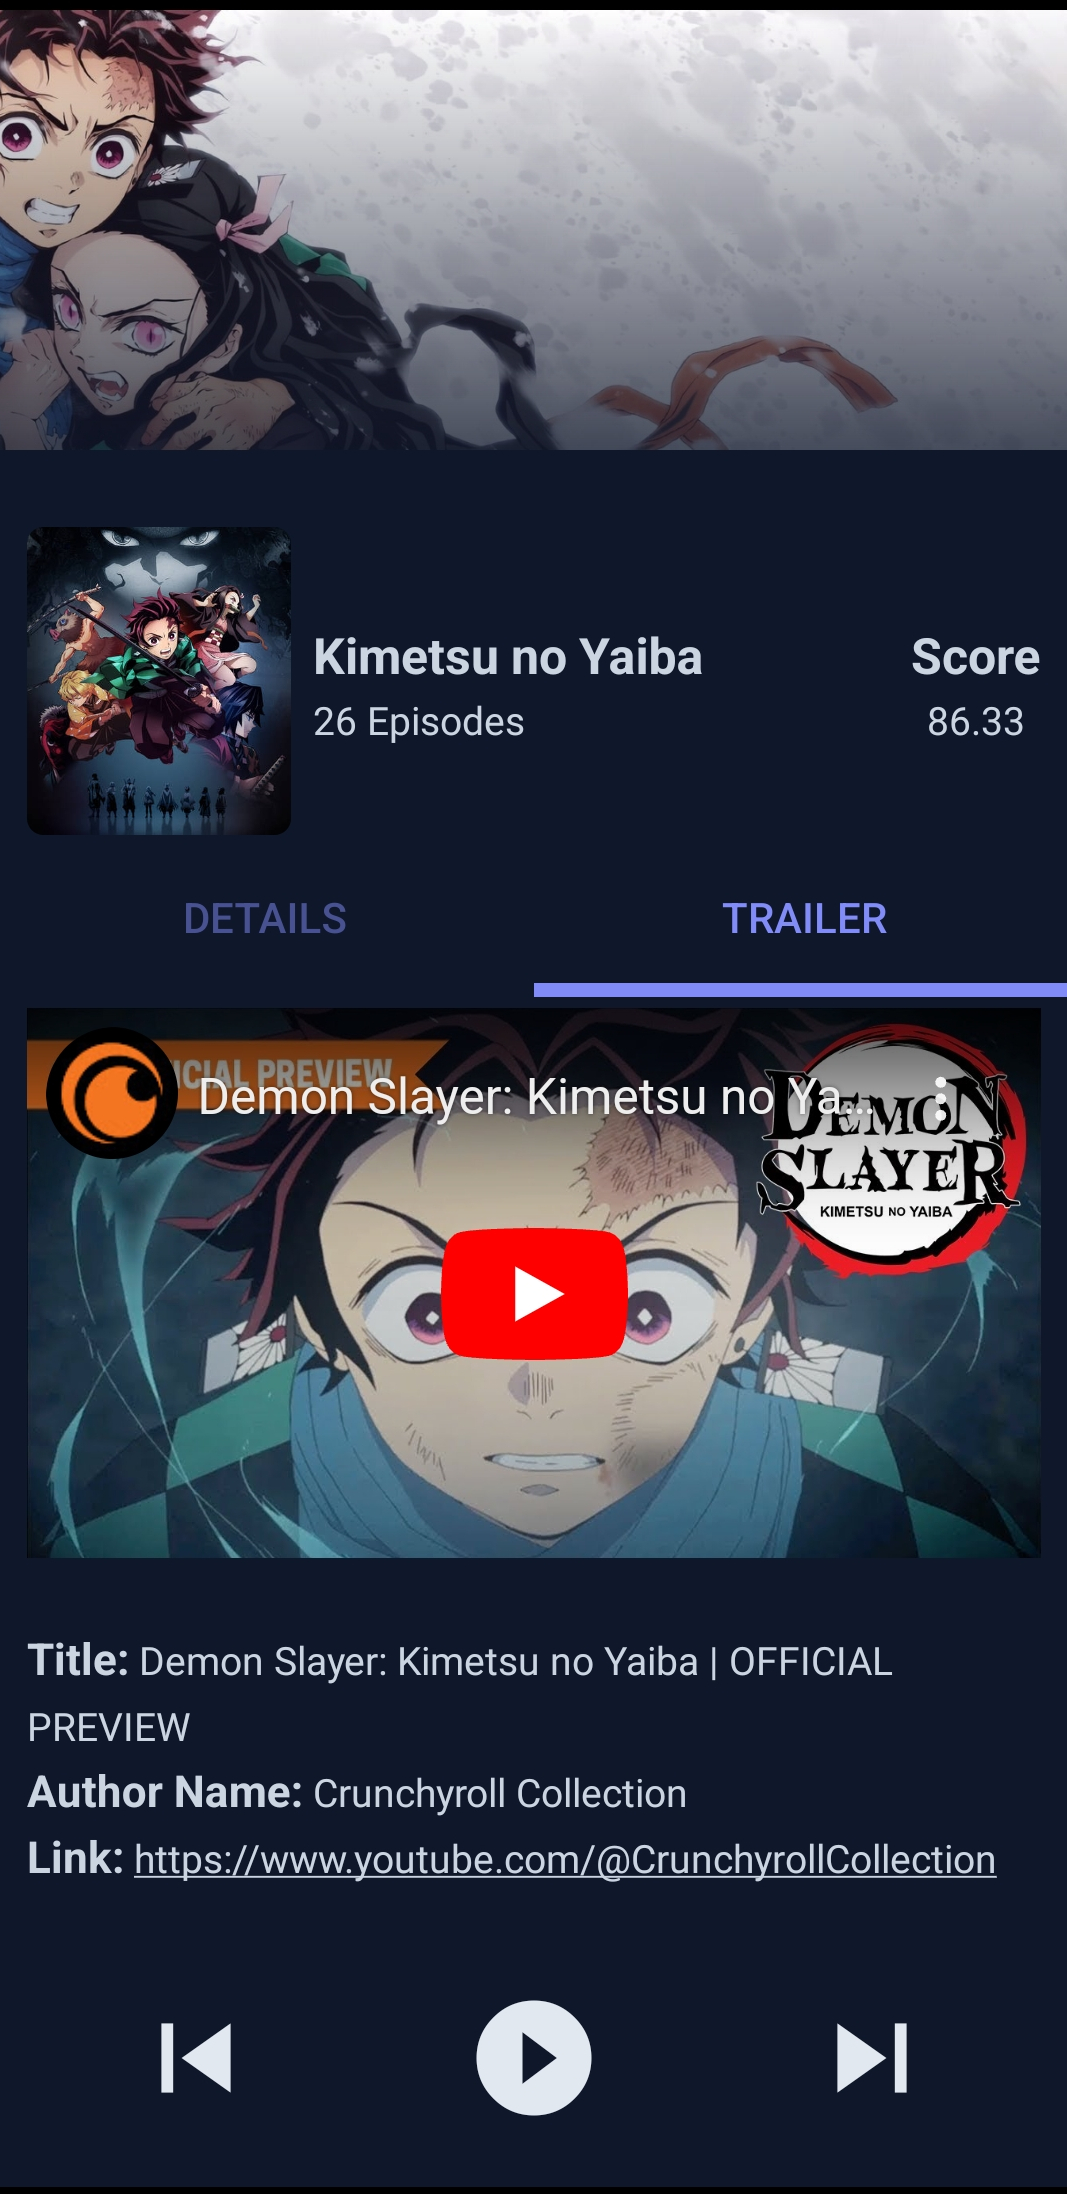 Kimetsu no Yaiba
Score
26 Episodes
86.33
DETAILS
TRAILER
ICIAL PREVIEW
Demon Slayer: Kimetsu no Ya...
DEMON
SLAYER
KIMETSU NO YAIBA
Title: Demon Slayer: Kimetsu no Yaiba | OFFICIAL
PREVIEW
Author Name: Crunchyroll Collection
Link: https://www.youtube.com/@CrunchyrollCollection